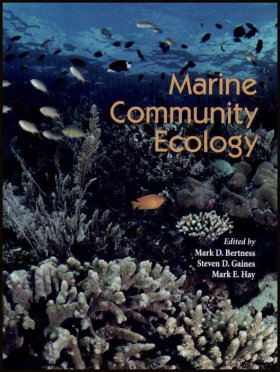 Marine
Community
Ecology
Edited by
Mark D. Bertness
Steven D. Gaines
Mark E. Hay